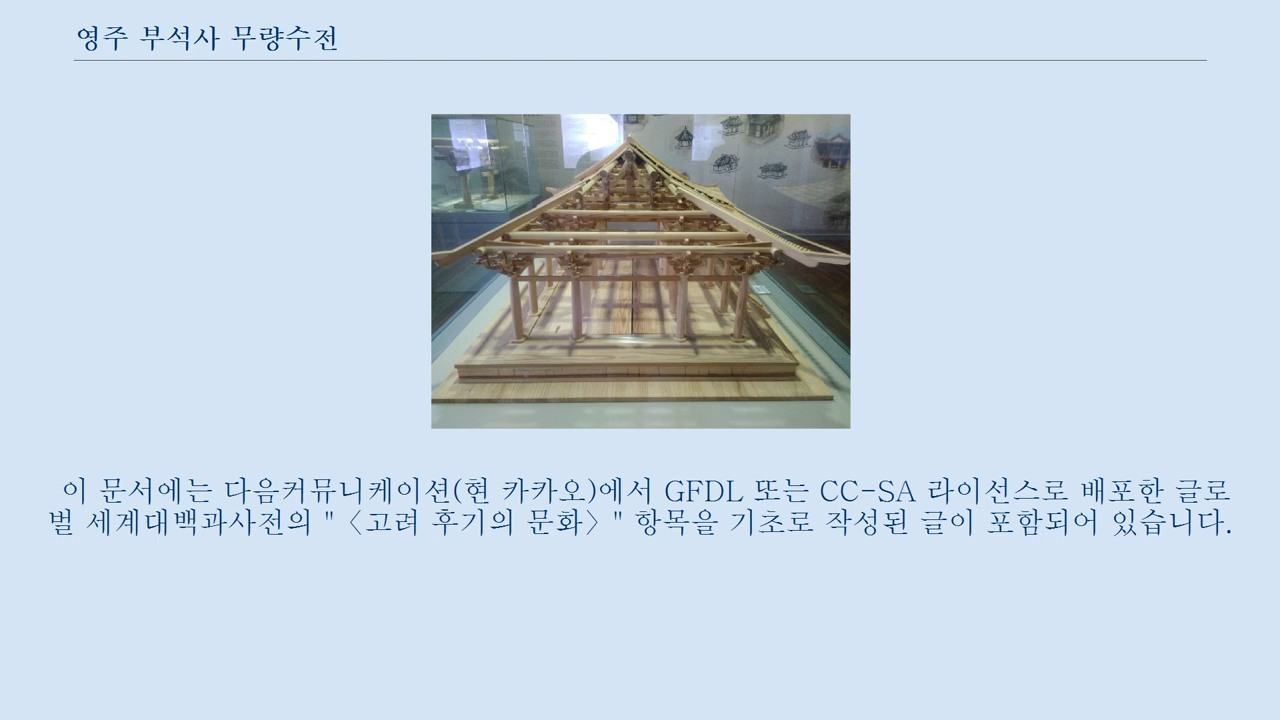 영주 부석사 무량수전
이 문서에는 다음커뮤니케이션(현 카카오)에서 GFDL 또는 CC-SA 라이선스로 배포한 글로
벌 세계대백과사전의 "〈고려 후기의 문화〉" 항목을 기초로 작성된 글이 포함되어 있습니다.